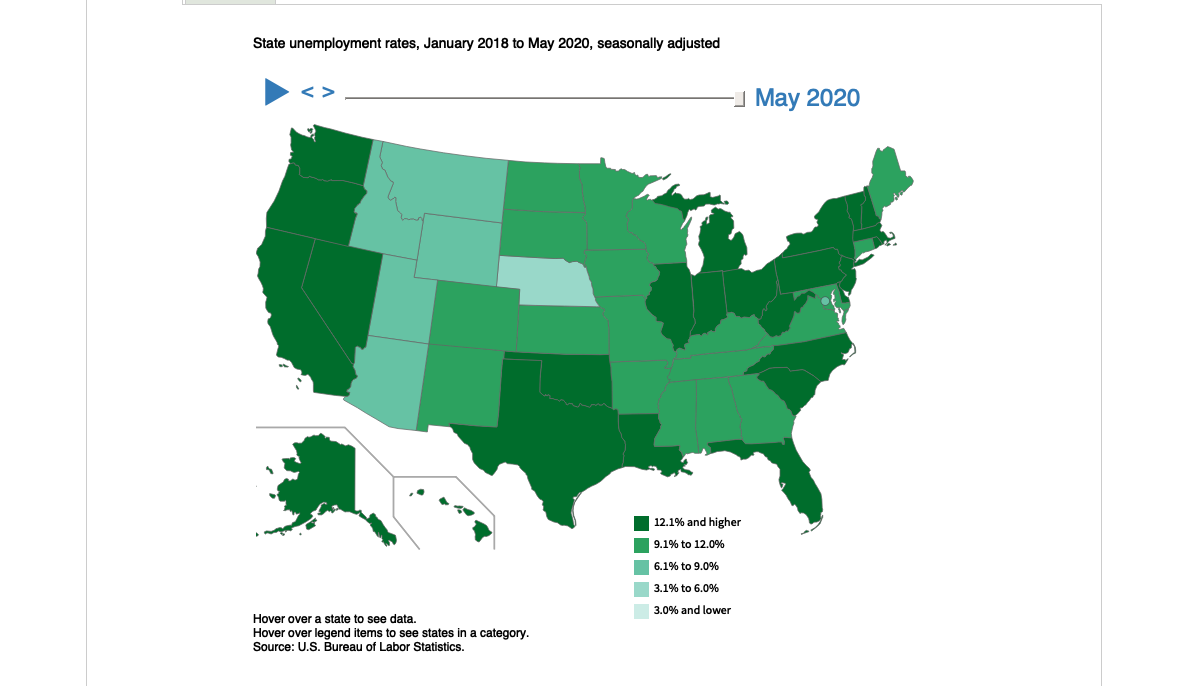 State unemployment rates, January 2018 to May 2020, seasonally adjusted
< >
May 2020
12.1% and higher
9.1% to 12.0%
6.1% to 9.0%
3.1% to 6.0%
3.0% and lower
Hover over a state to see data.
Hover over legend items to see states in a category.
Source: U.S. Bureau of Labor Statistics.